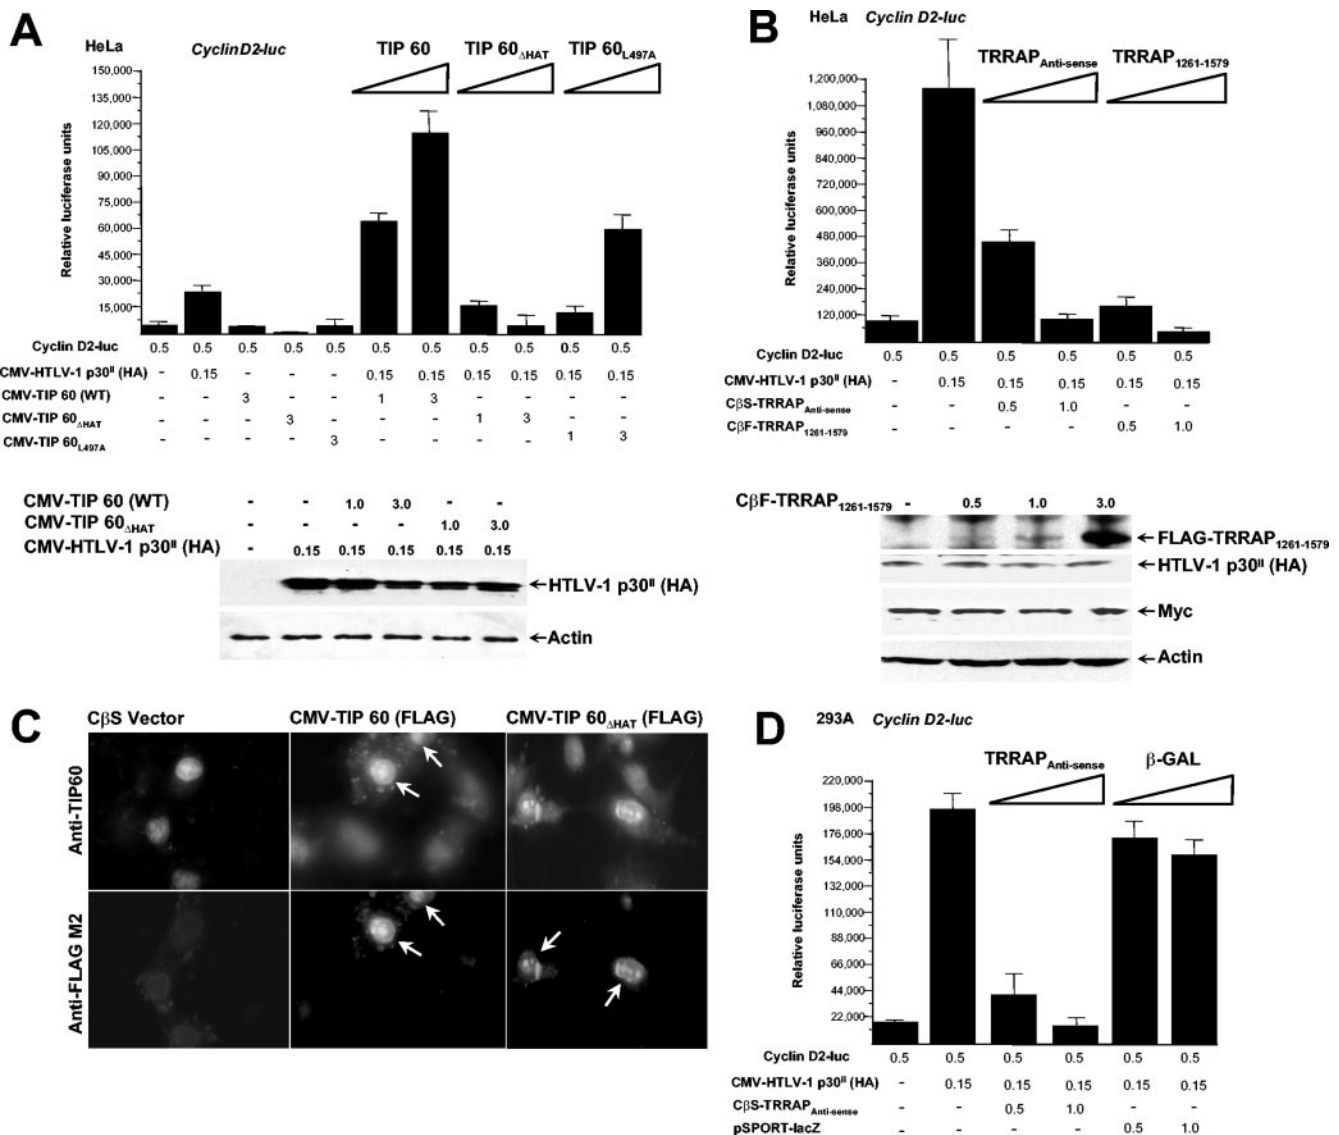 A
HeLa CyclinD2-luc TIP 60 TIP 60ΔHAT TIP 60L497A
Relative luciferase units
150,000
135,000
120,000
105,000
90,000
75,000
60,000
45,000
30,000
15,000
Cyclin D2-luc 0.5 0.5 0.5 0.5 0.5 0.5 0.5 0.5 0.5 0.5 0.5
CMV-HTLV-1 p30II (HA) - 0.15 - - - 0.15 0.15 0.15 0.15 0.15 0.15
CMV-TIP 60 (WT) - - 3 - - 1 3 - - - -
CMV-TIP 60ΔHAT - - - 3 - - - 1 3 - -
CMV-TIP 60L497A - - - - 3 - - - - 1 3
CMV-TIP 60 (WT) - - 1.0 3.0 - -
CMV-TIP 60ΔHAT - - - - 1.0 3.0
CMV-HTLV-1 p30II (HA) - 0.15 0.15 0.15 0.15 0.15
←HTLV-1 p30II (HA)
←Actin
B
HeLa Cyclin D2-luc
TRRAPAnti-sense TRRAP1261-1579
Relative luciferase units
1,200,000
1,080,000
960,000
840,000
720,000
600,000
480,000
360,000
240,000
120,000
Cyclin D2-luc 0.5 0.5 0.5 0.5 0.5 0.5
CMV-HTLV-1 p30II (HA) - 0.15 0.15 0.15 0.15 0.15
CβS-TRRAPAnti-sense - - 0.5 1.0 - -
CβF-TRRAP1261-1579 - - - - 0.5 1.0
CβF-TRRAP1261-1579 - 0.5 1.0 3.0
←FLAG-TRRAP1261-1579
←HTLV-1 p30II (HA)
←Myc
←Actin
C
CβS Vector CMV-TIP 60 (FLAG) CMV-TIP 60ΔHAT (FLAG)
Anti-TIP60
Anti-FLAG M2
D
293A Cyclin D2-luc
TRRAPAnti-sense β-GAL
Relative luciferase units
220,000
198,000
176,000
154,000
132,000
110,000
88,000
66,000
44,000
22,000
Cyclin D2-luc 0.5 0.5 0.5 0.5 0.5 0.5
CMV-HTLV-1 p30II (HA) - 0.15 0.15 0.15 0.15 0.15
CβS-TRRAPAnti-sense - - 0.5 1.0 - -
pSPORT-lacZ - - - - 0.5 1.0